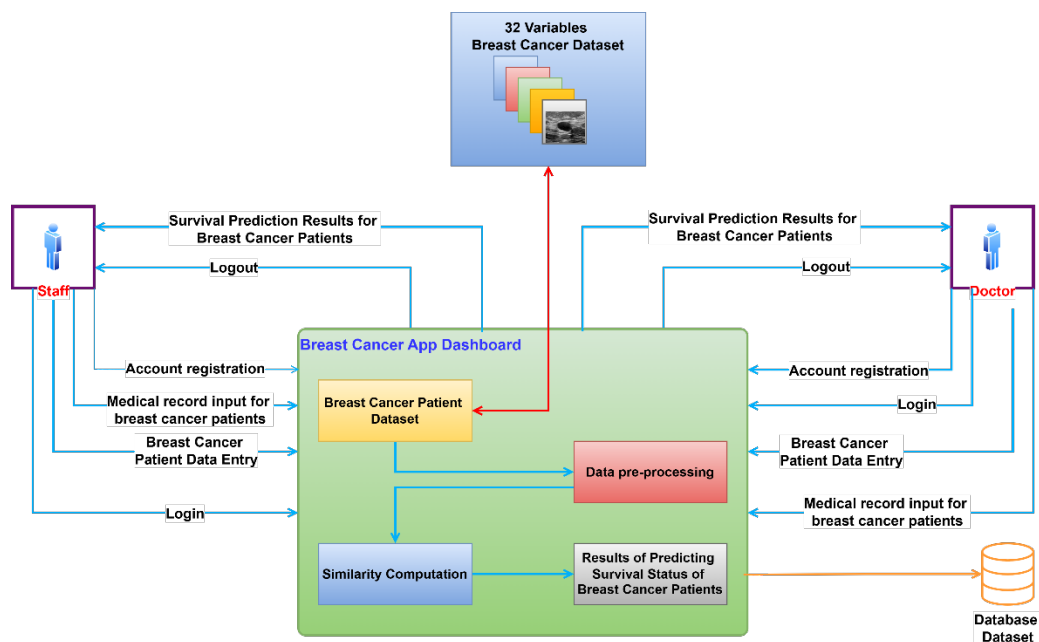 32 Variables
Breast Cancer Dataset
Survival Prediction Results for
Breast Cancer Patients
Logout
Staff
Survival Prediction Results for
Breast Cancer Patients
Logout
Doctor
Account registration
Medical record input for
breast cancer patients
Breast Cancer
Patient Data Entry
Login
Breast Cancer App Dashboard
Breast Cancer Patient
Dataset
Data pre-processing
Similarity Computation
Results of Predicting
Survival Status of
Breast Cancer Patients
Account registration
Login
Breast Cancer
Patient Data Entry
Medical record input for
breast cancer patients
Database
Dataset